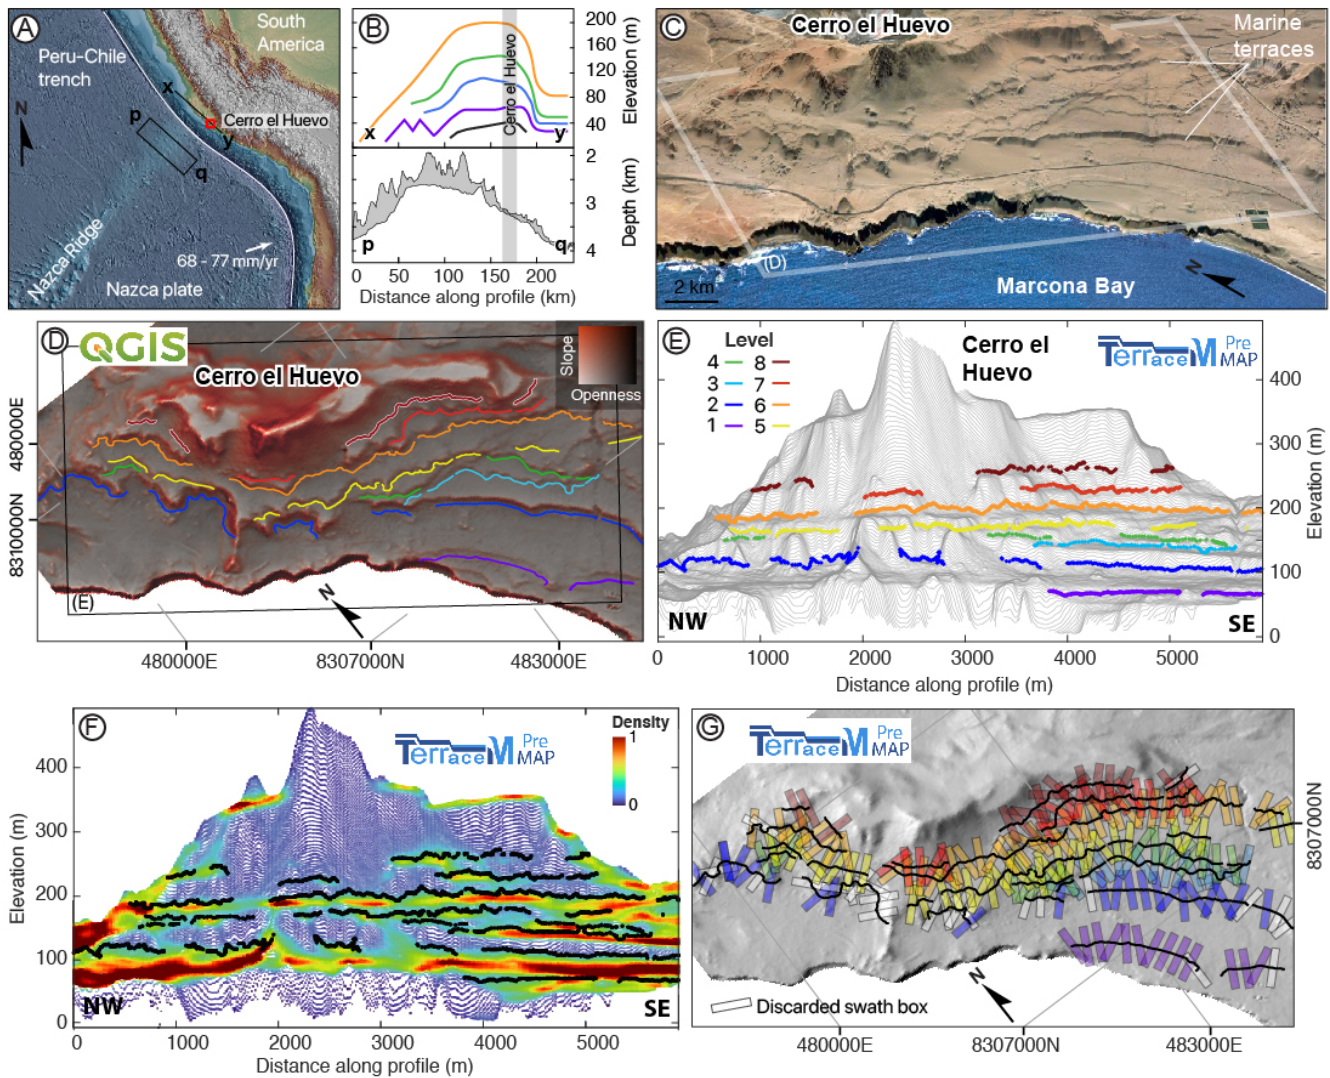 A
South
America
Peru-Chile
trench
N
x
Cerro el Huevo
y
p
q
Nazca Ridge
68 - 77 mm/yr
Nazca plate
B
200
160
120
80
40
Elevation (m)
Cerro el Huevo
x
y
2
3
4
Depth (km)
p
q
0
50
100
150
200
Distance along profile (km)
C
Cerro el Huevo
Marine
terraces
(D)
2 km
Marcona Bay
N
D
QGIS
Cerro el Huevo
Slope
Openness
4800000E
8310000N
(E)
N
480000E
8307000N
483000E
E
Level
4
8
3
7
2
6
1
5
Cerro el
Huevo
TerraceM
Pre
MAP
400
300
200
100
0
Elevation (m)
NW
SE
0
1000
2000
3000
4000
5000
Distance along profile (m)
F
TerraceM
Pre
MAP
Density
1
0
400
300
200
100
0
Elevation (m)
NW
SE
0
1000
2000
3000
4000
5000
Distance along profile (m)
G
TerraceM
Pre
MAP
8307000N
N
Discarded swath box
480000E
8307000N
483000E